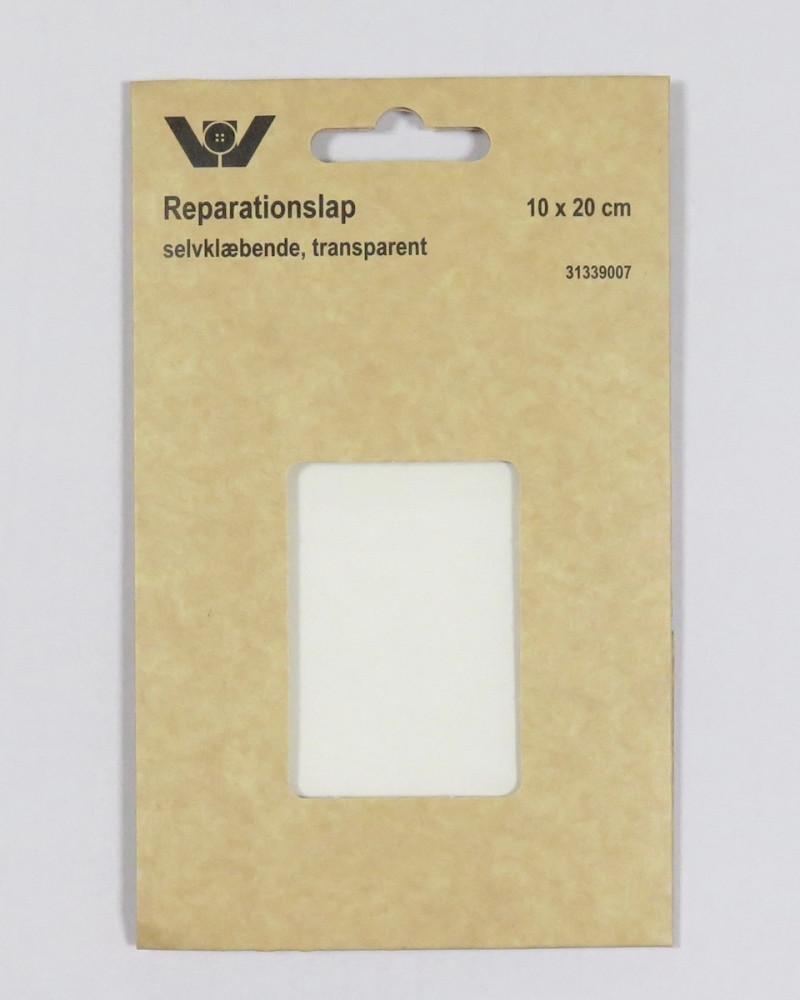 Reparationslap
10 x 20 cm
selvklæbende, transparent
31339007